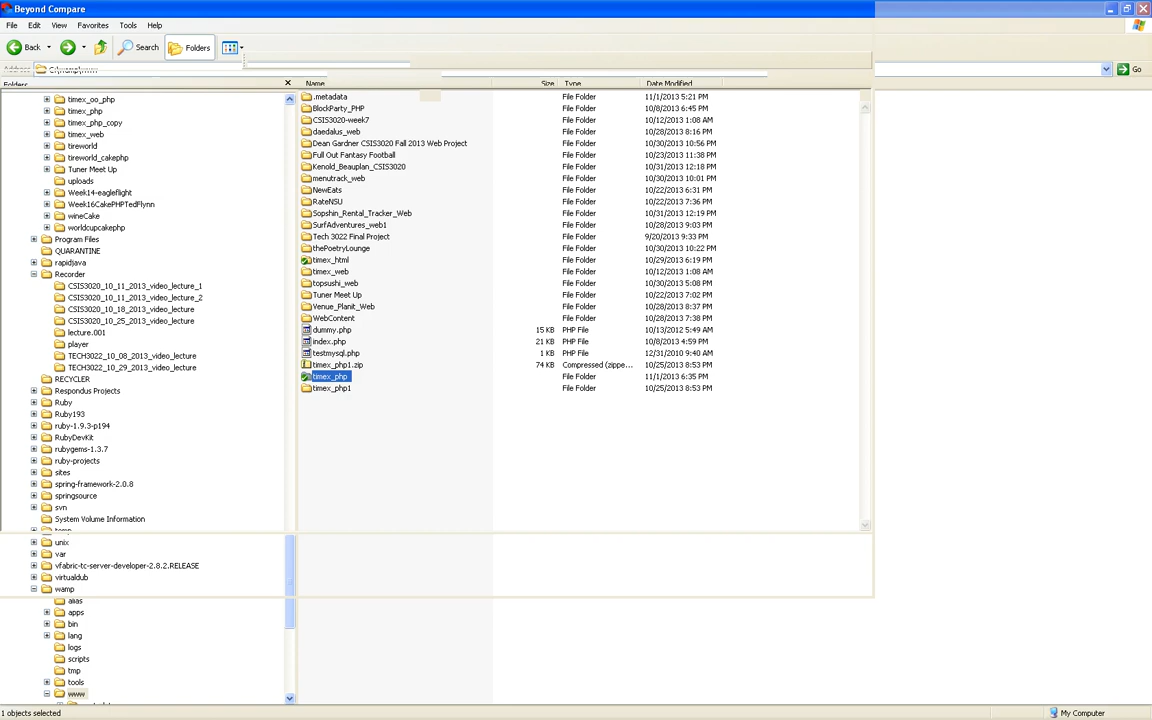 Beyond Compare
File Edit View Favorites Tools Help
Back Search Folders
Address C:\wamp\www Go
Folders
Name Size Type Date Modified
timex_oo_php
timex_php
timex_php_copy
timex_web
tireworld
tireworld_cakephp
Tuner Meet Up
uploads
Week14-eagleflight
Week16CakePHPTedFlynn
wineCake
worldcupcakephp
Program Files
QUARANTINE
rapidjava
Recorder
CSIS3020_10_11_2013_video_lecture_1
CSIS3020_10_11_2013_video_lecture_2
CSIS3020_10_18_2013_video_lecture
CSIS3020_10_25_2013_video_lecture
lecture.001
player
TECH3022_10_08_2013_video_lecture
TECH3022_10_29_2013_video_lecture
RECYCLER
Respondus Projects
Ruby
Ruby193
ruby-1.9.3-p194
RubyDevKit
rubygems-1.3.7
ruby-projects
sites
spring-framework-2.0.8
springsource
svn
System Volume Information
temp
unix
var
vfabric-tc-server-developer-2.8.2.RELEASE
virtualdub
wamp
alias
apps
bin
lang
logs
scripts
tmp
tools
www
.metadata File Folder 11/1/2013 5:21 PM
BlockParty_PHP File Folder 10/8/2013 6:45 PM
CSIS3020-week7 File Folder 10/12/2013 1:08 AM
daedalus_web File Folder 10/28/2013 8:16 PM
Dean Gardner CSIS3020 Fall 2013 Web Project File Folder 10/30/2013 10:56 PM
Full Out Fantasy Football File Folder 10/23/2013 11:38 PM
Kenold_Beauplan_CSIS3020 File Folder 10/31/2013 12:18 PM
menutrack_web File Folder 10/30/2013 10:01 PM
NewEats File Folder 10/22/2013 6:31 PM
RateNSU File Folder 10/22/2013 7:36 PM
Sopshin_Rental_Tracker_Web File Folder 10/31/2013 12:19 PM
SurfAdventures_web1 File Folder 10/28/2013 9:03 PM
Tech 3022 Final Project File Folder 9/20/2013 9:33 PM
thePoetryLounge File Folder 10/30/2013 10:22 PM
timex_html File Folder 10/29/2013 6:19 PM
timex_web File Folder 10/12/2013 1:08 AM
topsushi_web File Folder 10/30/2013 5:08 PM
Tuner Meet Up File Folder 10/22/2013 7:02 PM
Venue_Planit_Web File Folder 10/28/2013 8:37 PM
WebContent File Folder 10/28/2013 7:38 PM
dummy.php 15 KB PHP File 10/13/2012 5:49 AM
index.php 21 KB PHP File 10/8/2013 4:59 PM
testmysql.php 1 KB PHP File 12/31/2010 9:40 AM
timex_php1.zip 74 KB Compressed (zippe... 10/25/2013 8:53 PM
timex_php File Folder 11/1/2013 6:35 PM
timex_php1 File Folder 10/25/2013 8:53 PM
1 objects selected My Computer